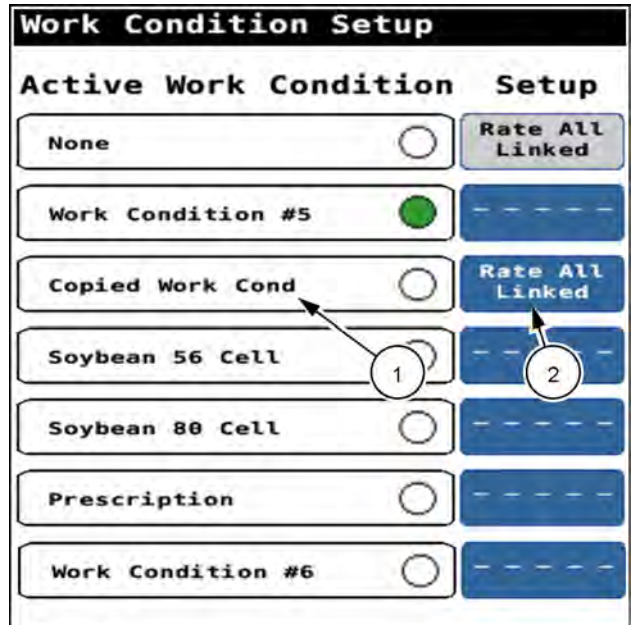 Work Condition Setup
Active Work Condition Setup
None
Rate All
Linked
Work Condition #5
- - - - -
Copied Work Cond
Rate All
Linked
Soybean 56 Cell
1
2
Soybean 80 Cell
- - - - -
Prescription
- - - - -
Work Condition #6
- - - - -